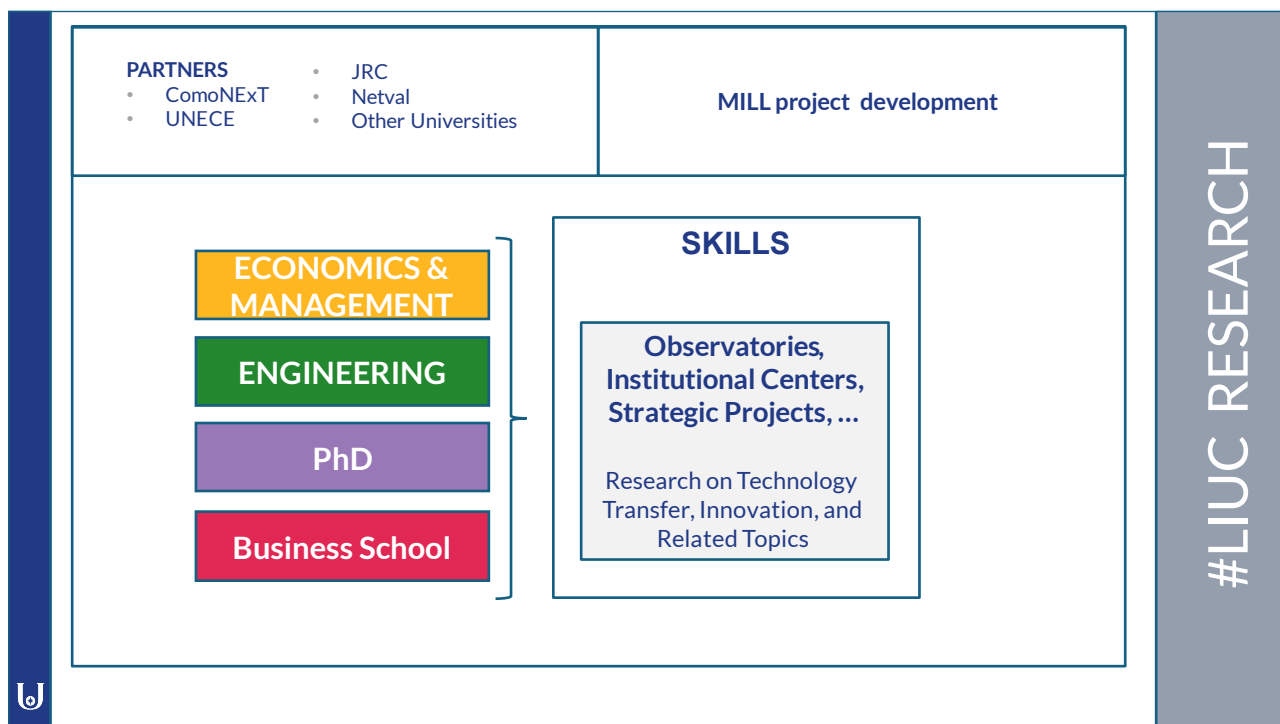 PARTNERS
• ComoNExT
• UNECE
• JRC
• Netval
• Other Universities
MILL project development
ECONOMICS &
MANAGEMENT
ENGINEERING
PhD
Business School
SKILLS
Observatories,
Institutional Centers,
Strategic Projects, ...
Research on Technology
Transfer, Innovation, and
Related Topics
#LIUC RESEARCH